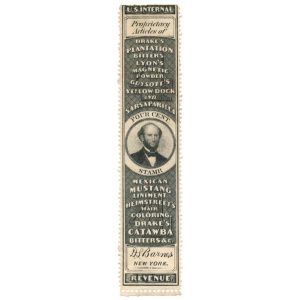 U.S. INTERNAL
Proprietary
Articles of
DRAKE'S
PLANTATION
BITTERS.
LYON'S
MAGNETIC
POWDER.
GUYSOTT'S
YELLOW DOCK
AND
SARSAPARILLA
FOUR CENT
STAMP
MEXICAN
MUSTANG
LINIMENT
HEIMSTREET'S
HAIR
COLORING.
DRAKE'S
CATAWBA
BITTERS &c.
D.S. Barnes
NEW YORK.
REVENUE